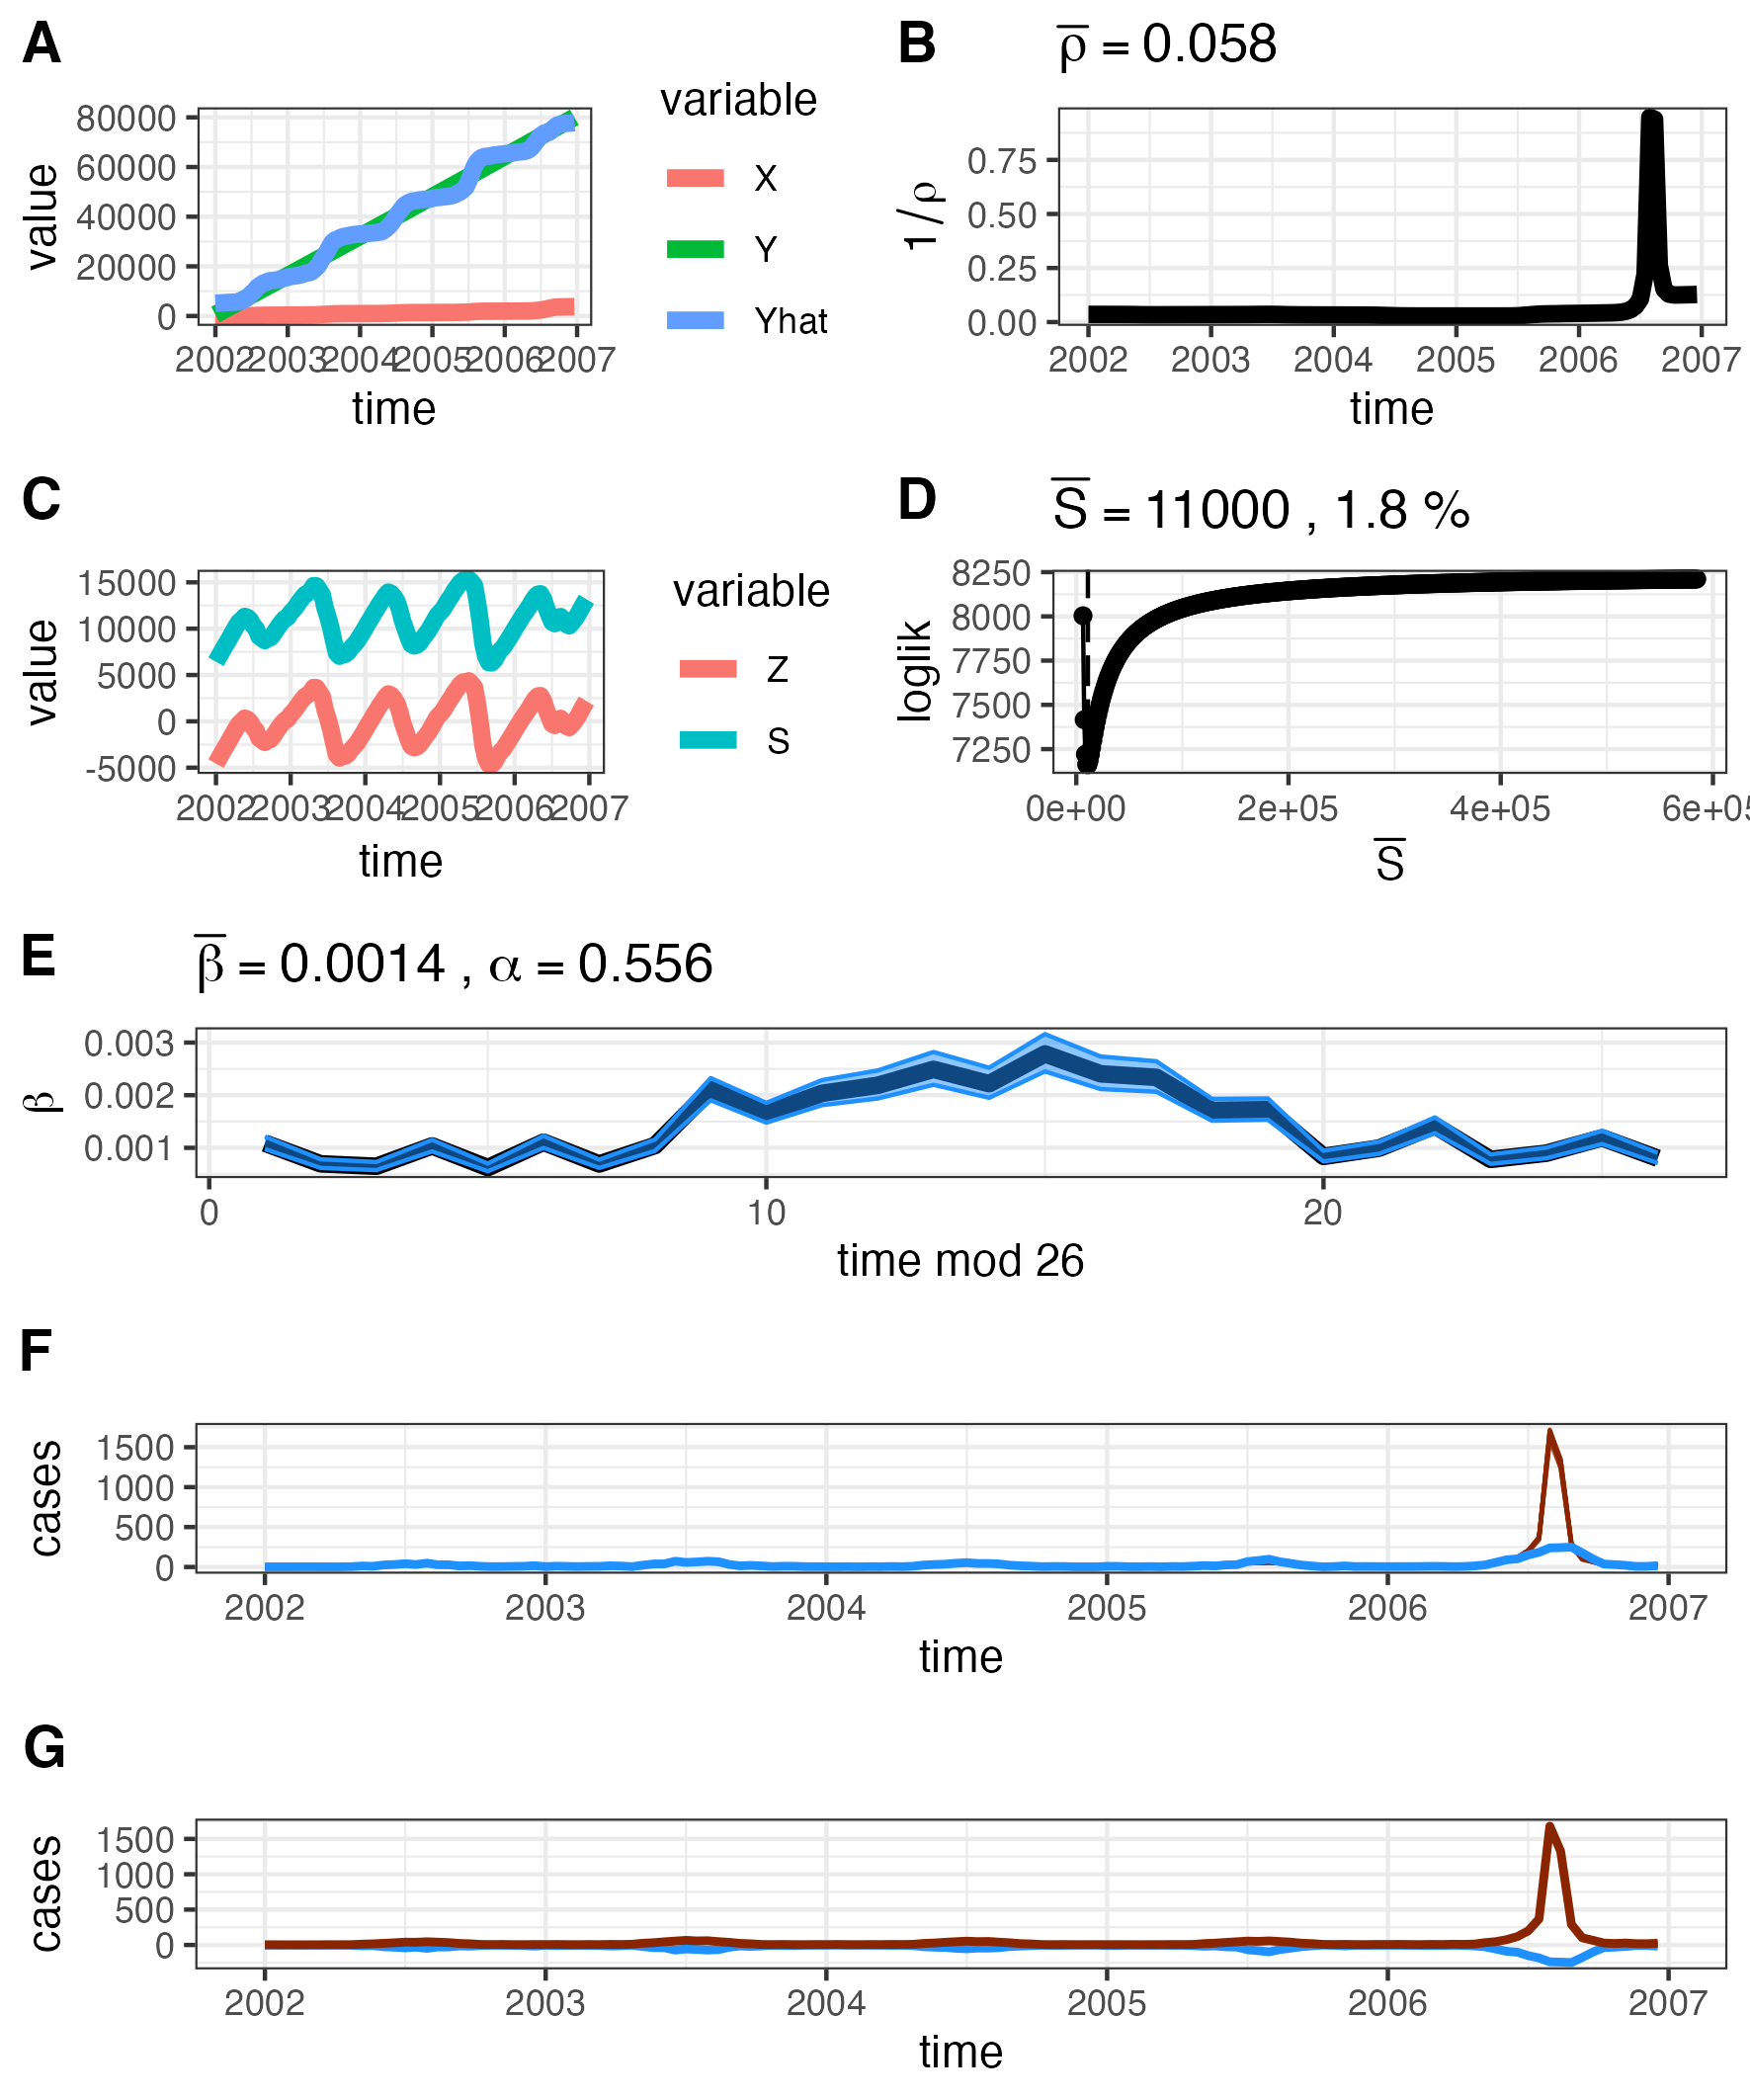 A
80000
60000
40000
20000
0
value
2002 2003 2004 2005 2006 2007
time
variable
X
Y
Yhat
B
ρ̅ = 0.058
0.75
0.50
0.25
0.00
1/ρ
2002 2003 2004 2005 2006 2007
time
C
15000
10000
5000
0
-5000
value
2002 2003 2004 2005 2006 2007
time
variable
Z
S
D
S̅ = 11000 , 1.8 %
8250
8000
7750
7500
7250
loglik
0e+00 2e+05 4e+05 6e+05
S̅
E
β̅ = 0.0014 , α = 0.556
0.003
0.002
0.001
β
0 10 20
time mod 26
F
1500
1000
500
0
cases
2002 2003 2004 2005 2006 2007
time
G
1500
1000
500
0
cases
2002 2003 2004 2005 2006 2007
time